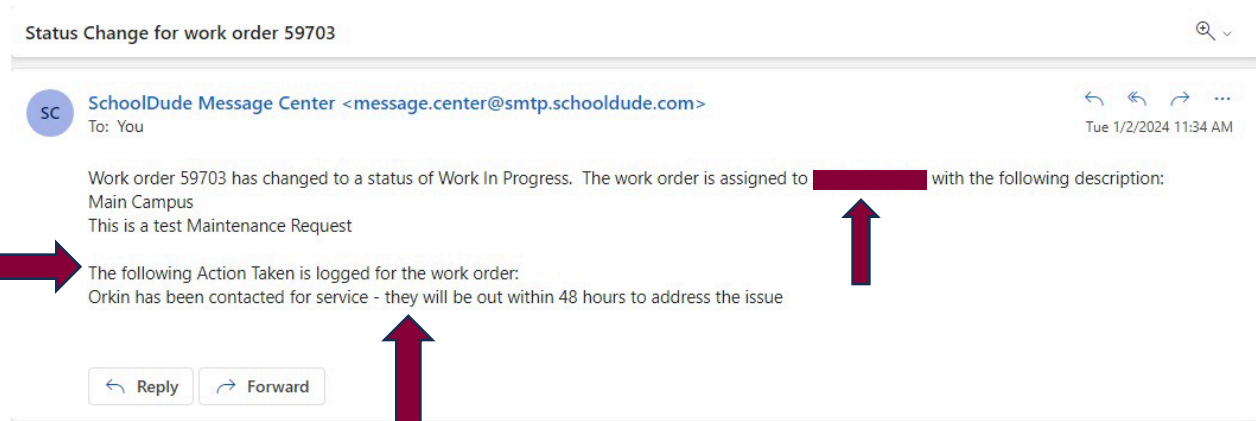 Status Change for work order 59703
SC
SchoolDude Message Center <message.center@smtp.schooldude.com>
To: You
Tue 1/2/2024 11:34 AM
Work order 59703 has changed to a status of Work In Progress. The work order is assigned to with the following description:
Main Campus
This is a test Maintenance Request
The following Action Taken is logged for the work order:
Orkin has been contacted for service - they will be out within 48 hours to address the issue
Reply
Forward